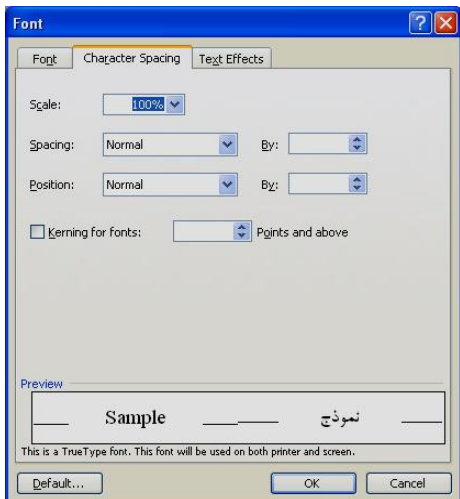 Font
Font Character Spacing Text Effects
Scale: 100%
Spacing: Normal By:
Position: Normal By:
Kerning for fonts: Points and above
Preview
Sample نموذج
This is a TrueType font. This font will be used on both printer and screen.
Default... OK Cancel